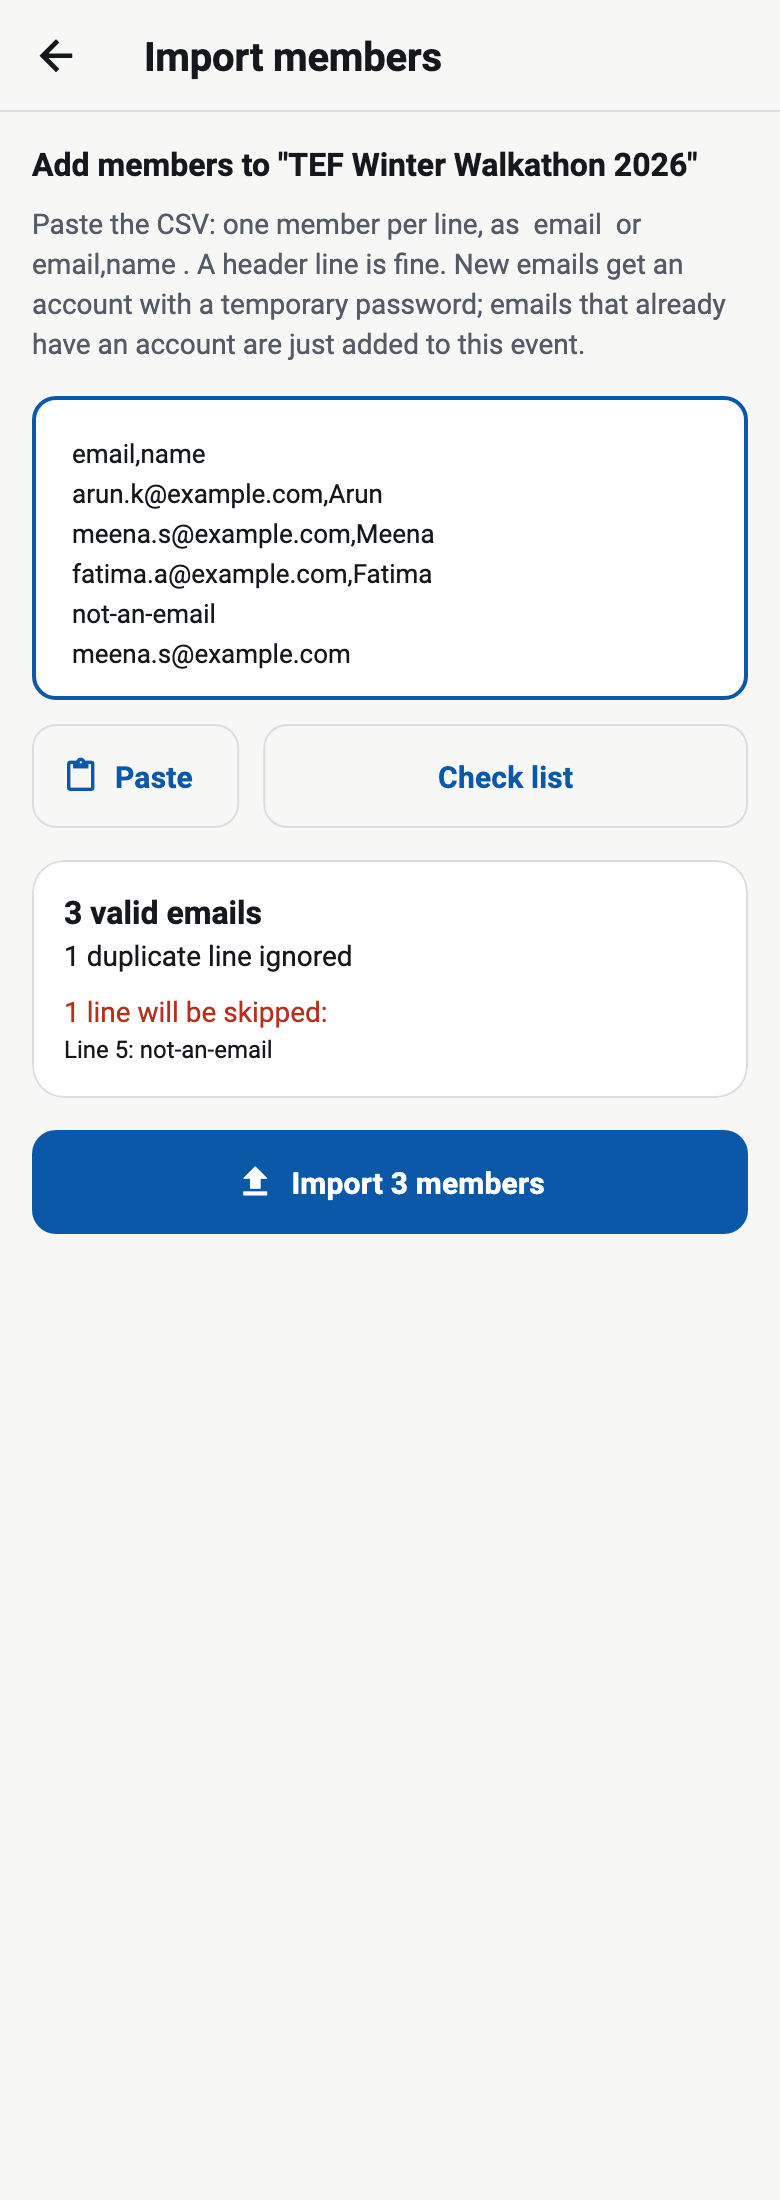 Import members
Add members to "TEF Winter Walkathon 2026"
Paste the CSV: one member per line, as  email  or
email,name . A header line is fine. New emails get an
account with a temporary password; emails that already
have an account are just added to this event.
email,name
arun.k@example.com,Arun
meena.s@example.com,Meena
fatima.a@example.com,Fatima
not-an-email
meena.s@example.com
Paste
Check list
3 valid emails
1 duplicate line ignored
1 line will be skipped:
Line 5: not-an-email
Import 3 members